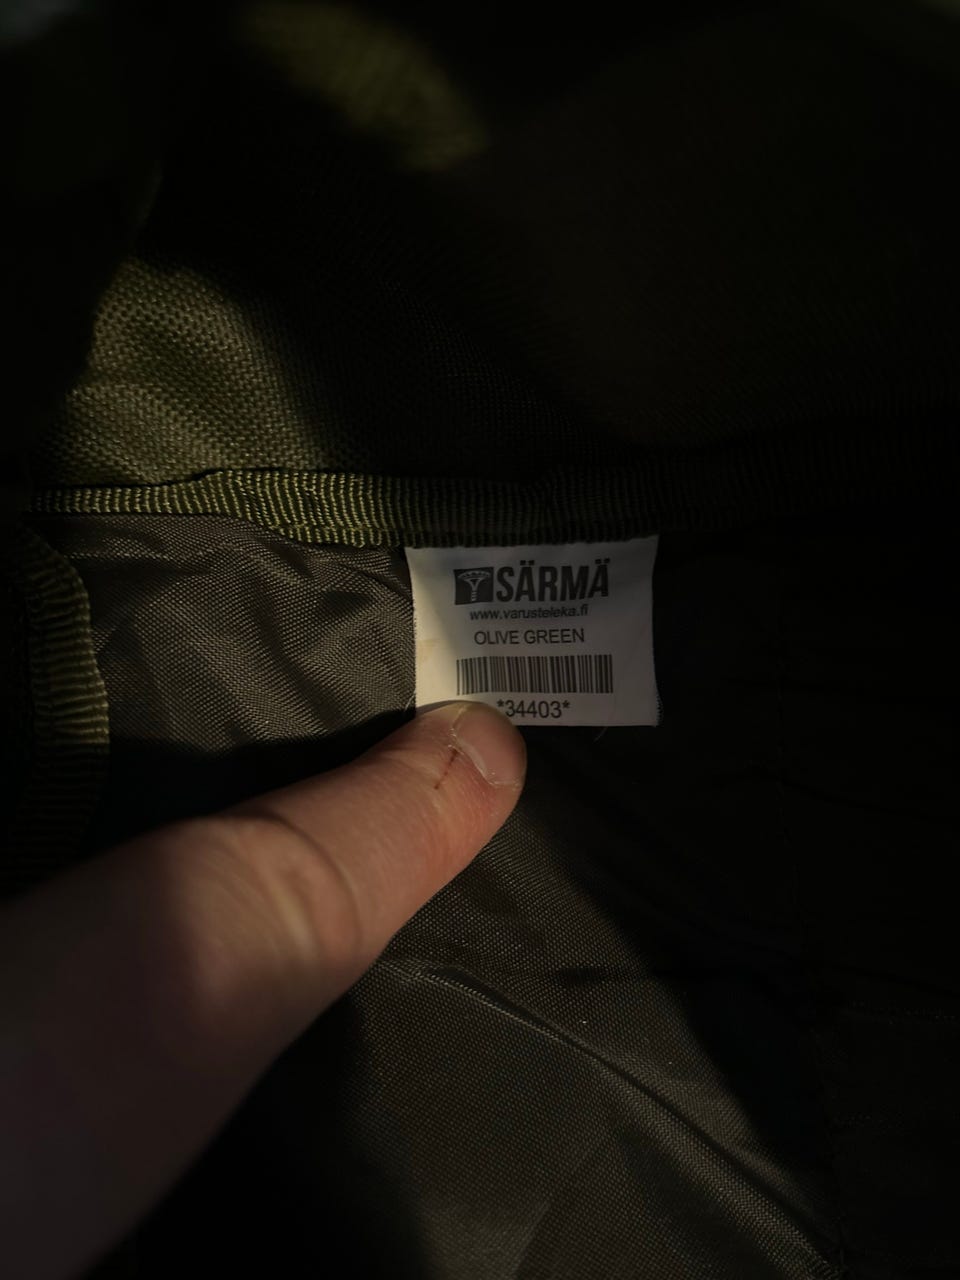 SÄRMÄ
www.varusteleka.fi
OLIVE GREEN
*34403*